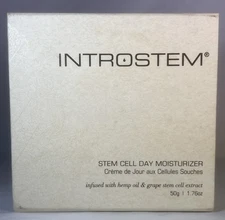 INTROSTEM®
STEM CELL DAY MOISTURIZER
Crème de Jour aux Cellules Souches
infused with hemp oil & grape stem cell extract
50g | 1.76oz